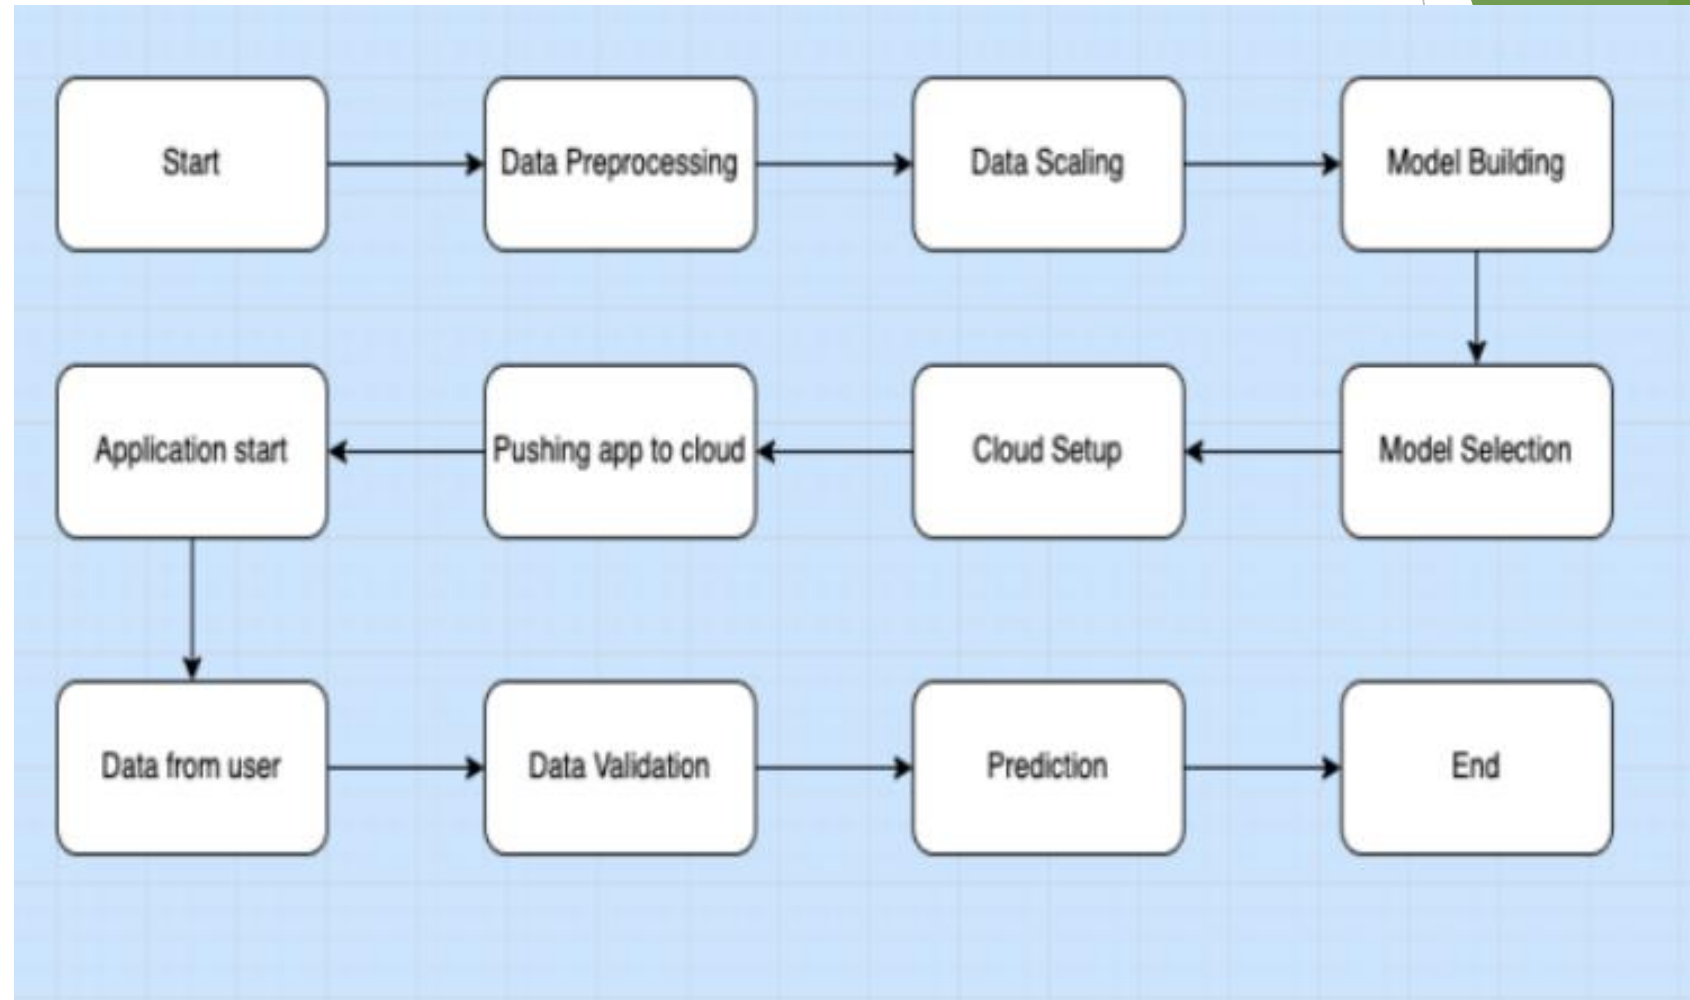 Start
Data Preprocessing
Data Scaling
Model Building
Model Selection
Cloud Setup
Pushing app to cloud
Application start
Data from user
Data Validation
Prediction
End